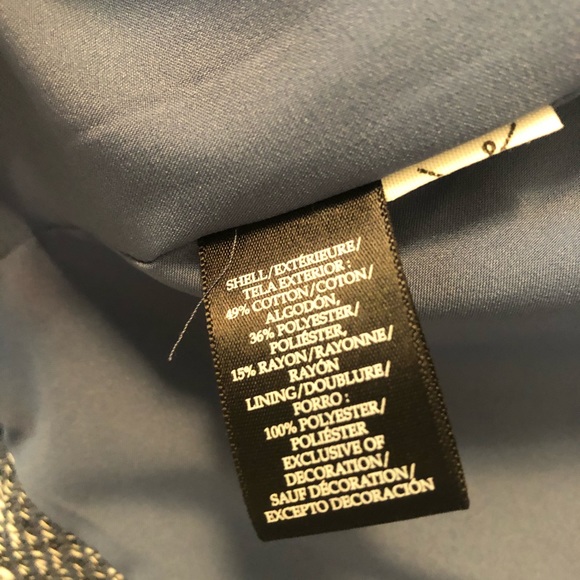 SHELL/EXTÉRIEURE/
TELA EXTERIOR :
49% COTTON/COTON/
ALGODÓN,
36% POLYESTER/
POLIÉSTER,
15% RAYON/RAYONNE/
RAYÓN
LINING/DOUBLURE/
FORRO :
100% POLYESTER/
POLIÉSTER
EXCLUSIVE OF
DECORATION/
SAUF DÉCORATION/
EXCEPTO DECORACIÓN